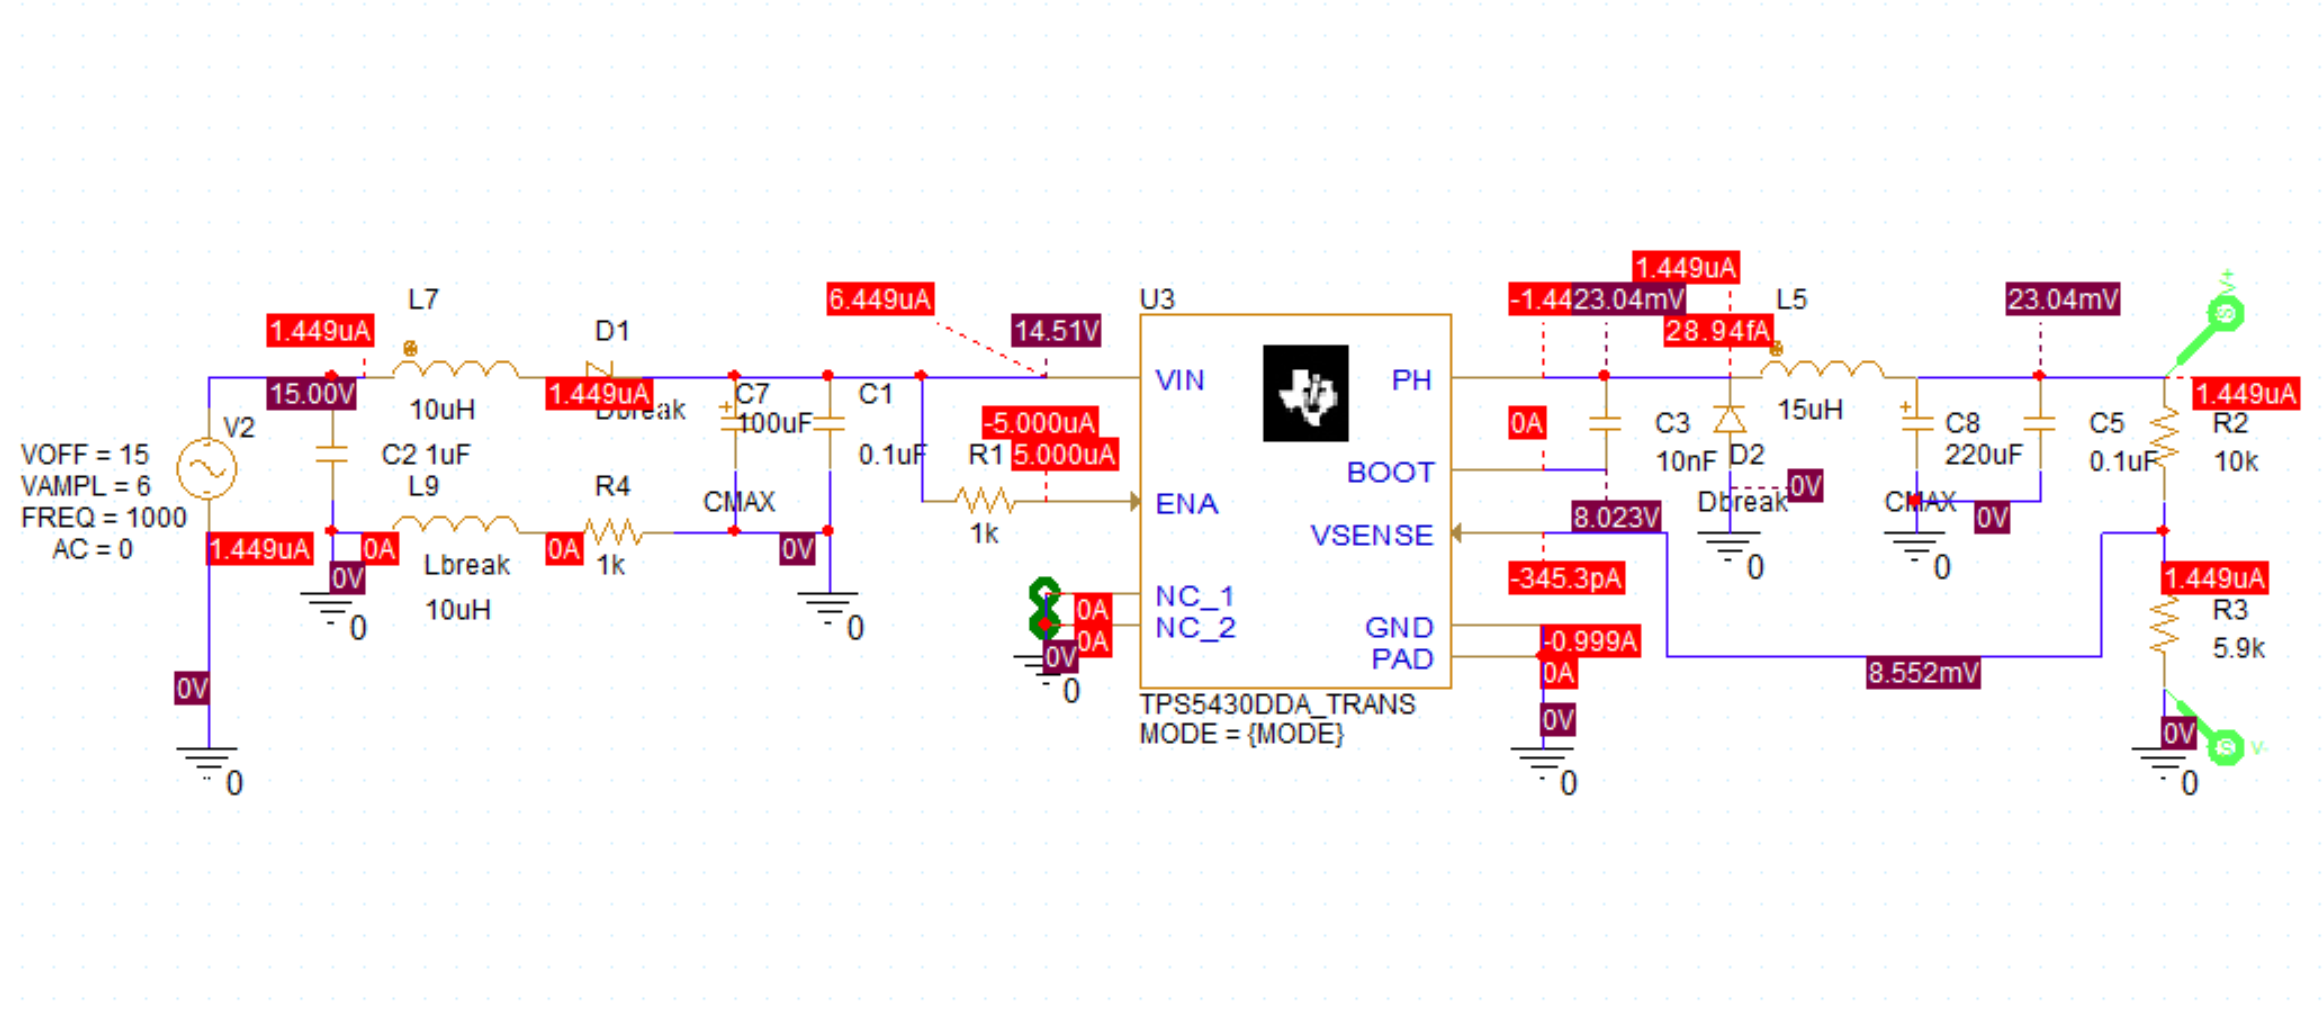 L7
1.449uA
D1
15.00V
10uH
1.449uA
Dbreak
V2
VOFF = 15
VAMPL = 6
FREQ = 1000
AC = 0
C2 1uF
L9
R4
1.449uA
0A
0A
0V
Lbreak
10uH
1k
0
0V
0
C7
100uF
CMAX
0V
C1
0.1uF
0
6.449uA
14.51V
-5.000uA
R1
5.000uA
1k
0A
0A
0V
0
U3
VIN
PH
BOOT
ENA
VSENSE
NC_1
NC_2
GND
PAD
TPS5430DDA_TRANS
MODE = {MODE}
1.449uA
-1.44
23.04mV
28.94fA
L5
15uH
0A
C3
10nF
D2
0V
Dbreak
0
8.023V
-345.3pA
-0.999A
0A
0V
0
8.552mV
23.04mV
C8
220uF
CMAX
0V
0
C5
0.1uF
V+
1.449uA
R2
10k
1.449uA
R3
5.9k
0V
V-
0